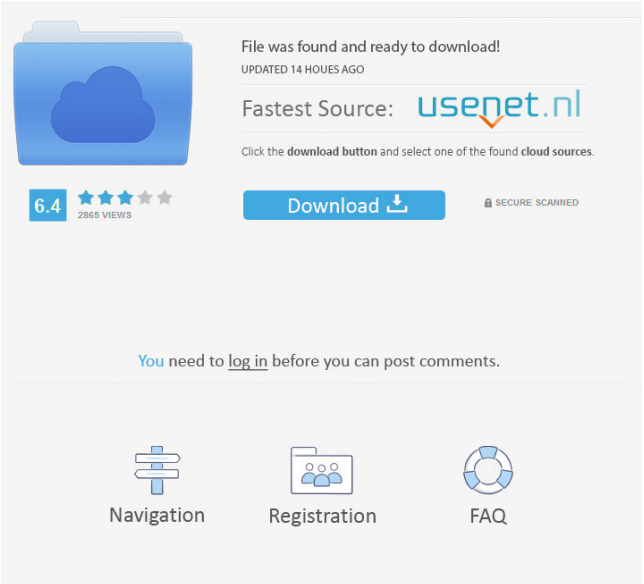 File was found and ready to download!
UPDATED 14 HOUES AGO
Fastest Source: usenet.nl
Click the download button and select one of the found cloud sources.
6.4
2865 VIEWS
Download
SECURE SCANNED
You need to log in before you can post comments.
Navigation
Registration
FAQ